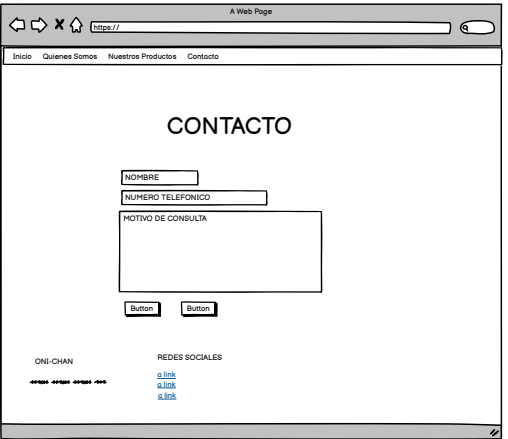 A Web Page
https://
Inicio Quienes Somos Nuestros Productos Contacto
CONTACTO
NOMBRE
NUMERO TELEFONICO
MOTIVO DE CONSULTA
Button Button
ONI-CHAN
REDES SOCIALES
a link
a link
a link